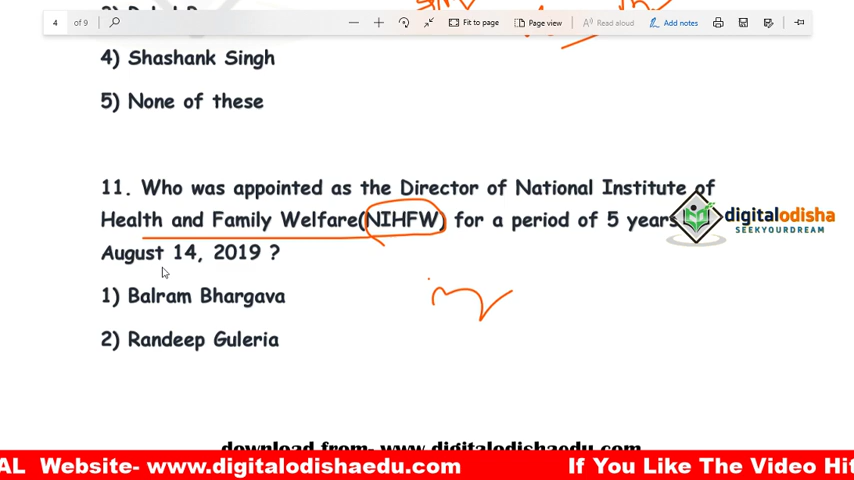 4 of 9 Fit to page Page view Read aloud Add notes
4) Shashank Singh
5) None of these
11. Who was appointed as the Director of National Institute of
Health and Family Welfare(NIHFW) for a period of 5 years
August 14, 2019 ?
digitalodisha
SEEKYOURDREAM
1) Balram Bhargava
2) Randeep Guleria
download from- www.digitalodishaedu.com
AL Website- www.digitalodishaedu.com If You Like The Video Hit